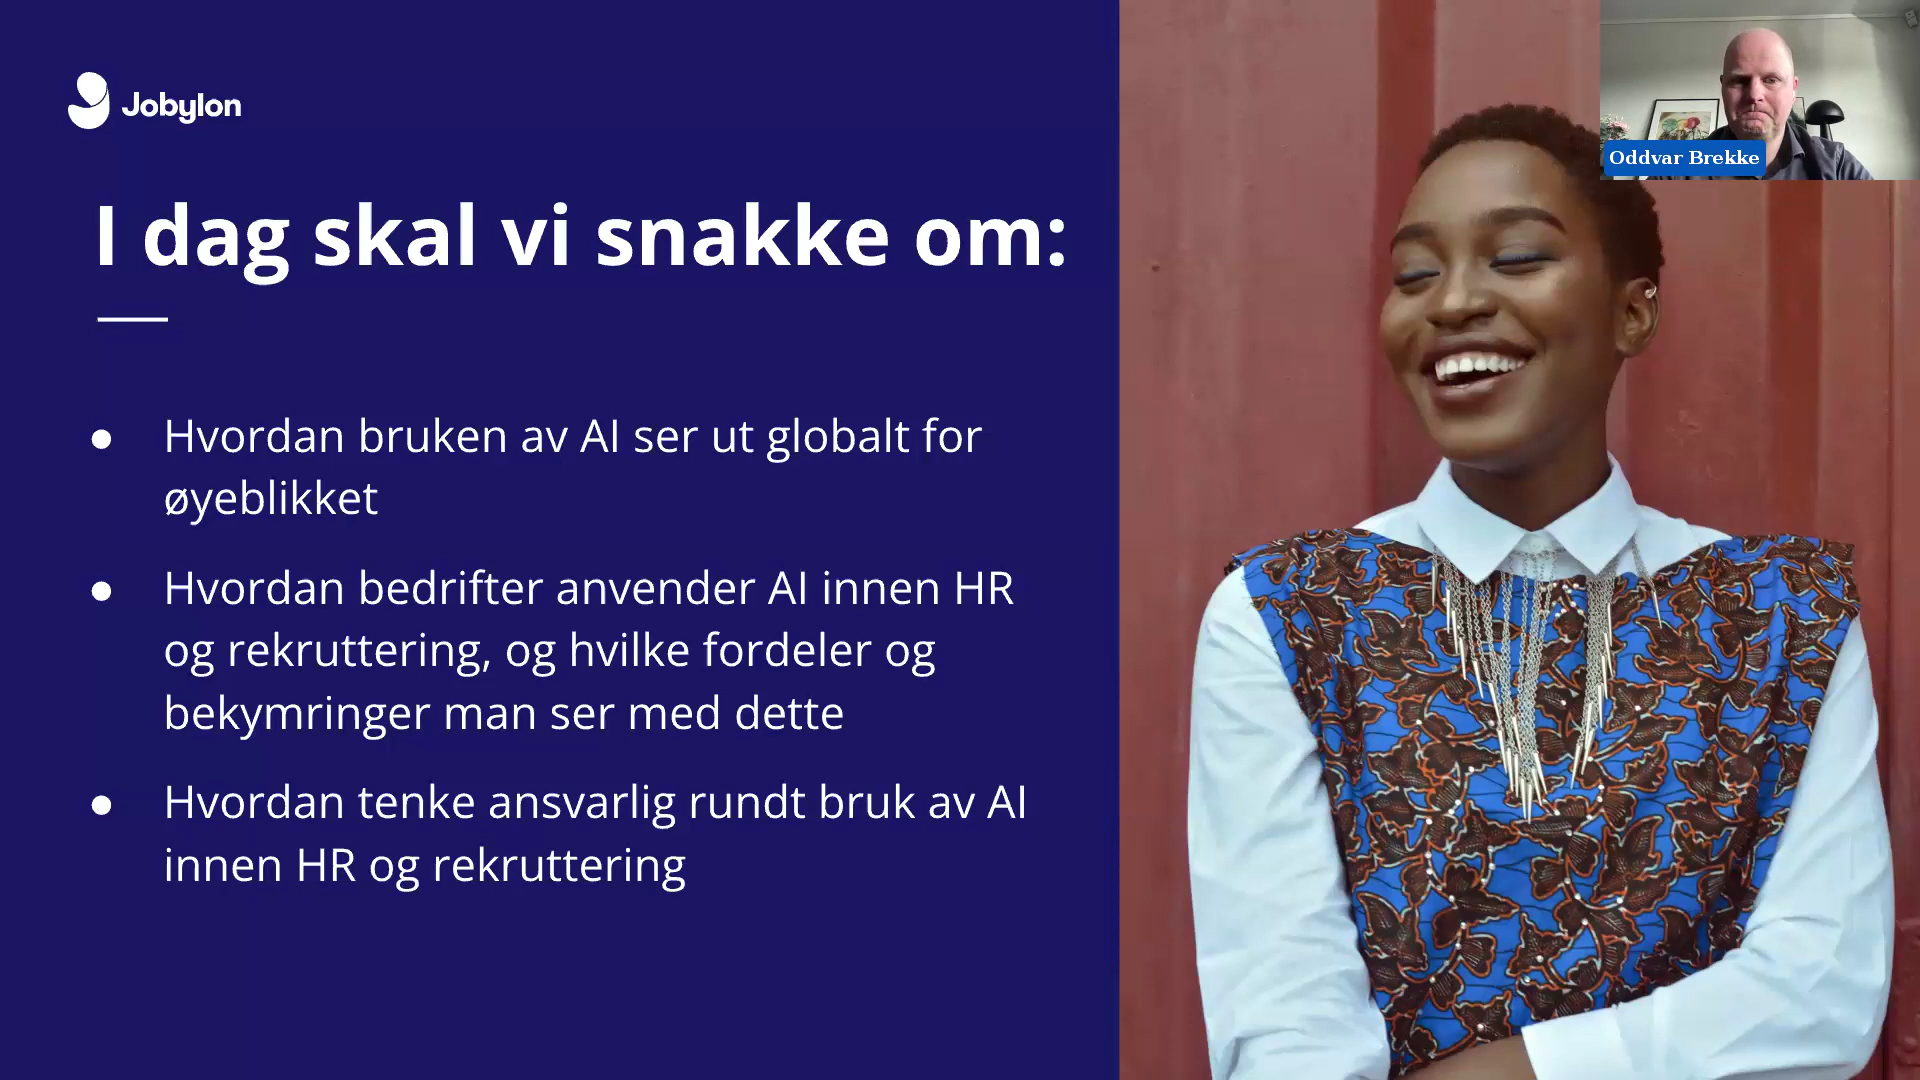 Jobylon
Oddvar Brekke
I dag skal vi snakke om:
● Hvordan bruken av AI ser ut globalt for
øyeblikket
● Hvordan bedrifter anvender AI innen HR
og rekruttering, og hvilke fordeler og
bekymringer man ser med dette
● Hvordan tenke ansvarlig rundt bruk av AI
innen HR og rekruttering